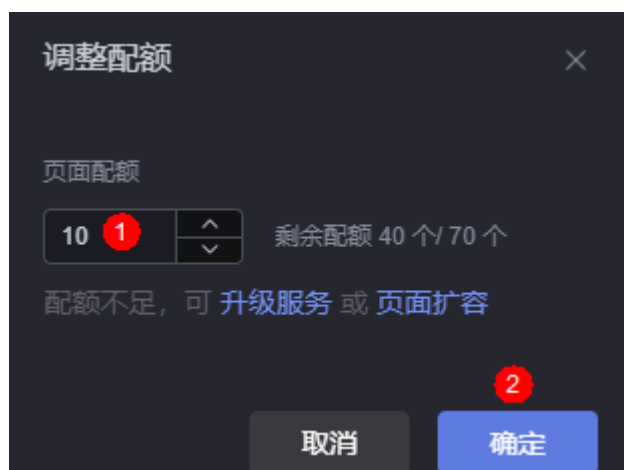 调整配额
页面配额
10 1 剩余配额 40 个/ 70 个
配额不足，可 升级服务 或 页面扩容
2
取消 确定